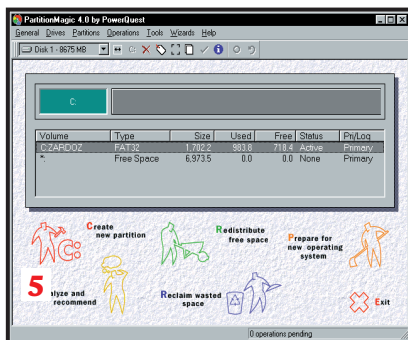 PartitionMagic 4.0 by PowerQuest
General Drives Partitions Operations Tools Wizards Help
Disk 1 - 8675 MB
C:
C:
Volume Type Size Used Free Status Pri/Log
C:ZARDOZ FAT32 1,702.2 983.8 718.4 Active Primary
*: Free Space 6,973.5 0.0 0.0 None Primary
Create
new partition
C:
Redistribute
free space
Prepare for
new operating
system
5
alyze and
recommend
Reclaim wasted
space
Exit
0 operations pending